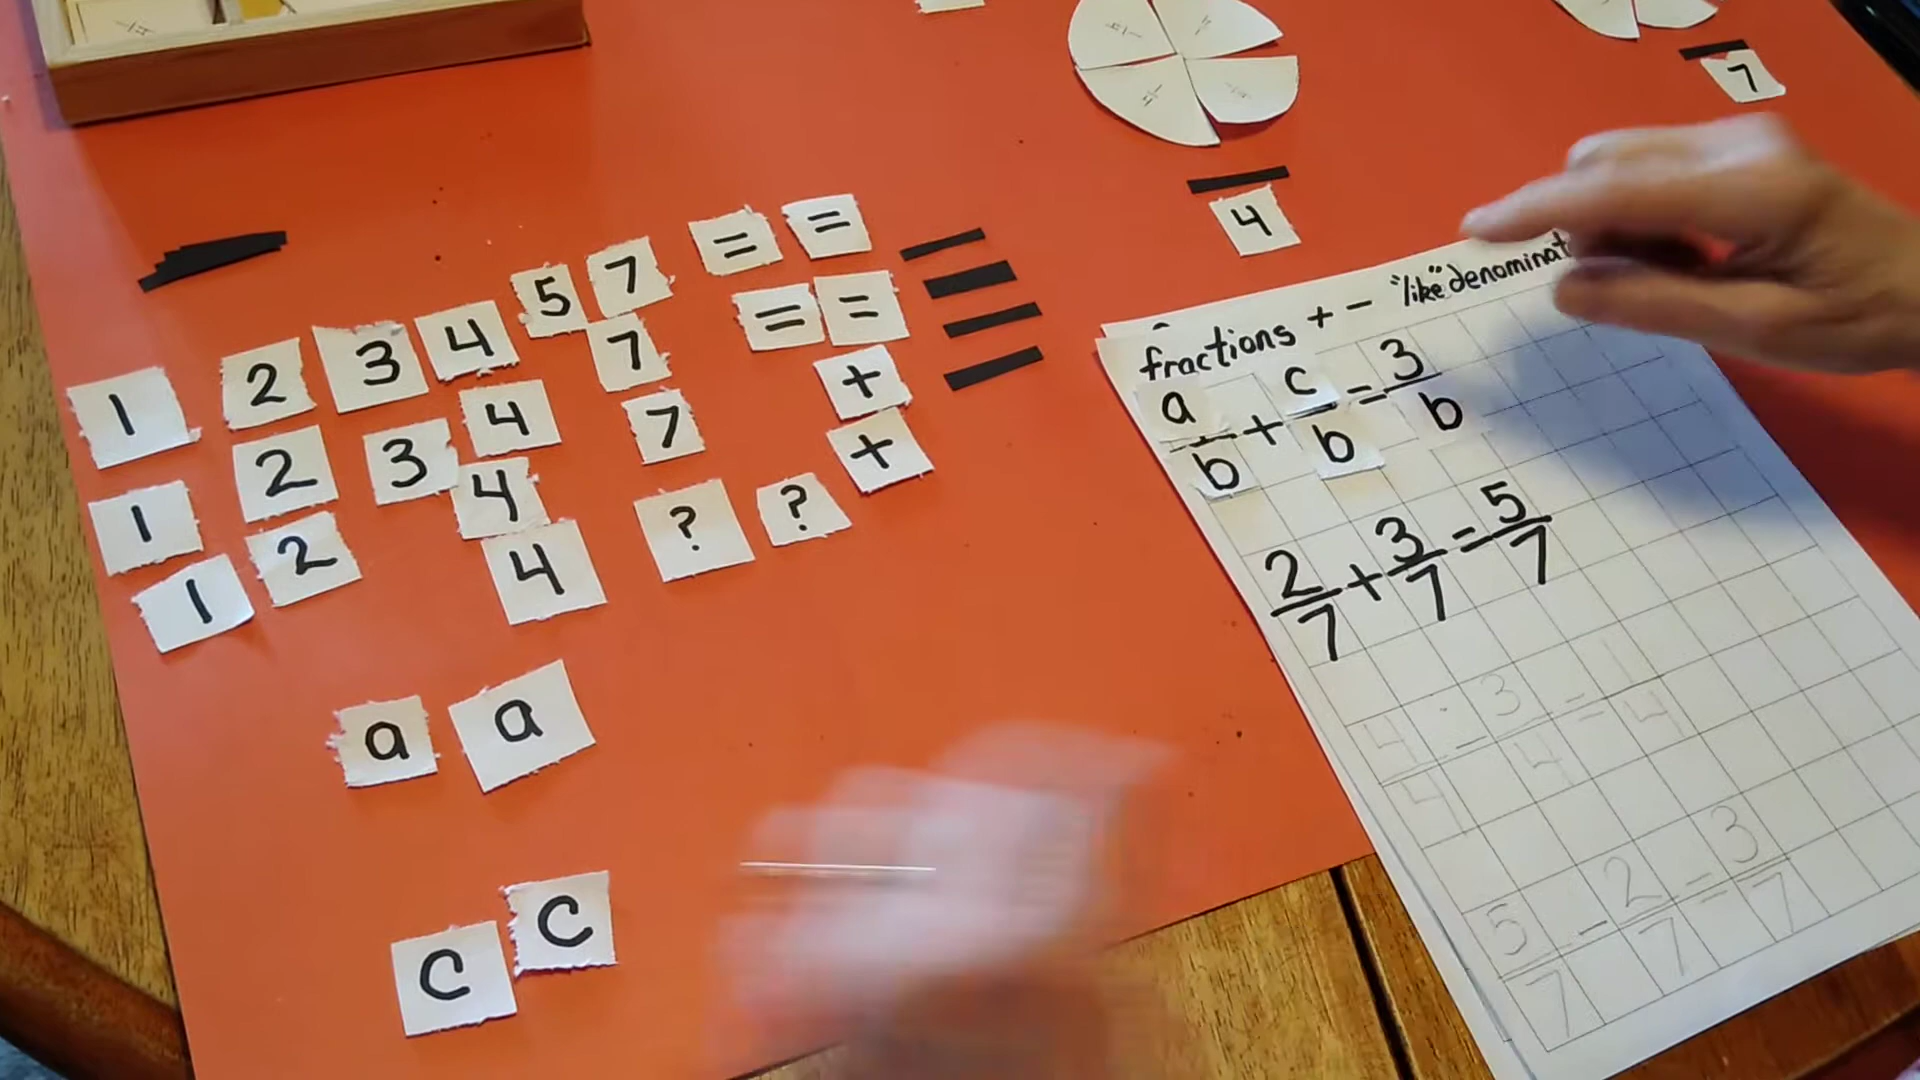 7
4
= =
5 7
= =
1 2 3 4
7
+
4 7
+
2 3
1
4
? ?
1 2 4
a a
c c
fractions + - "like"
a/b + c/b = 3/b
2/7 + 3/7 = 5/7
4/4 - 3/4 = 1/4
5/7 - 2/7 = 3/7